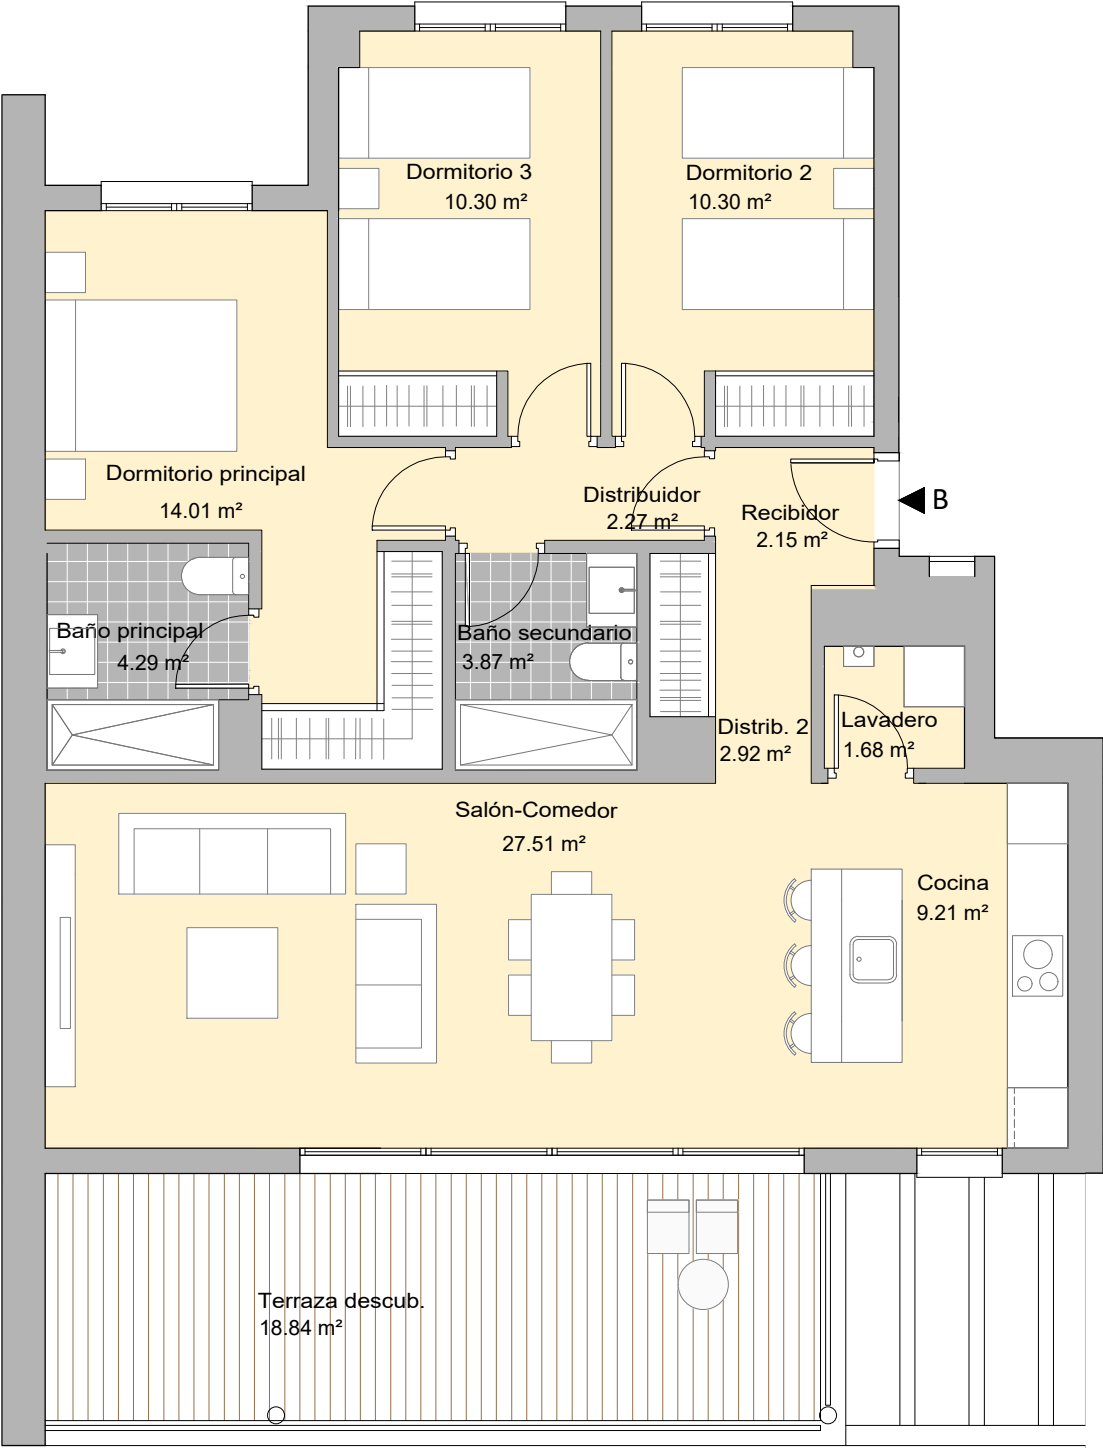 Dormitorio 3
10.30 m²
Dormitorio 2
10.30 m²
Dormitorio principal
14.01 m²
Distribuidor
2.27 m²
Recibidor
2.15 m²
B
Baño principal
4.29 m²
Baño secundario
3.87 m²
Distrib. 2
2.92 m²
Lavadero
1.68 m²
Salón-Comedor
27.51 m²
Cocina
9.21 m²
Terraza descub.
18.84 m²